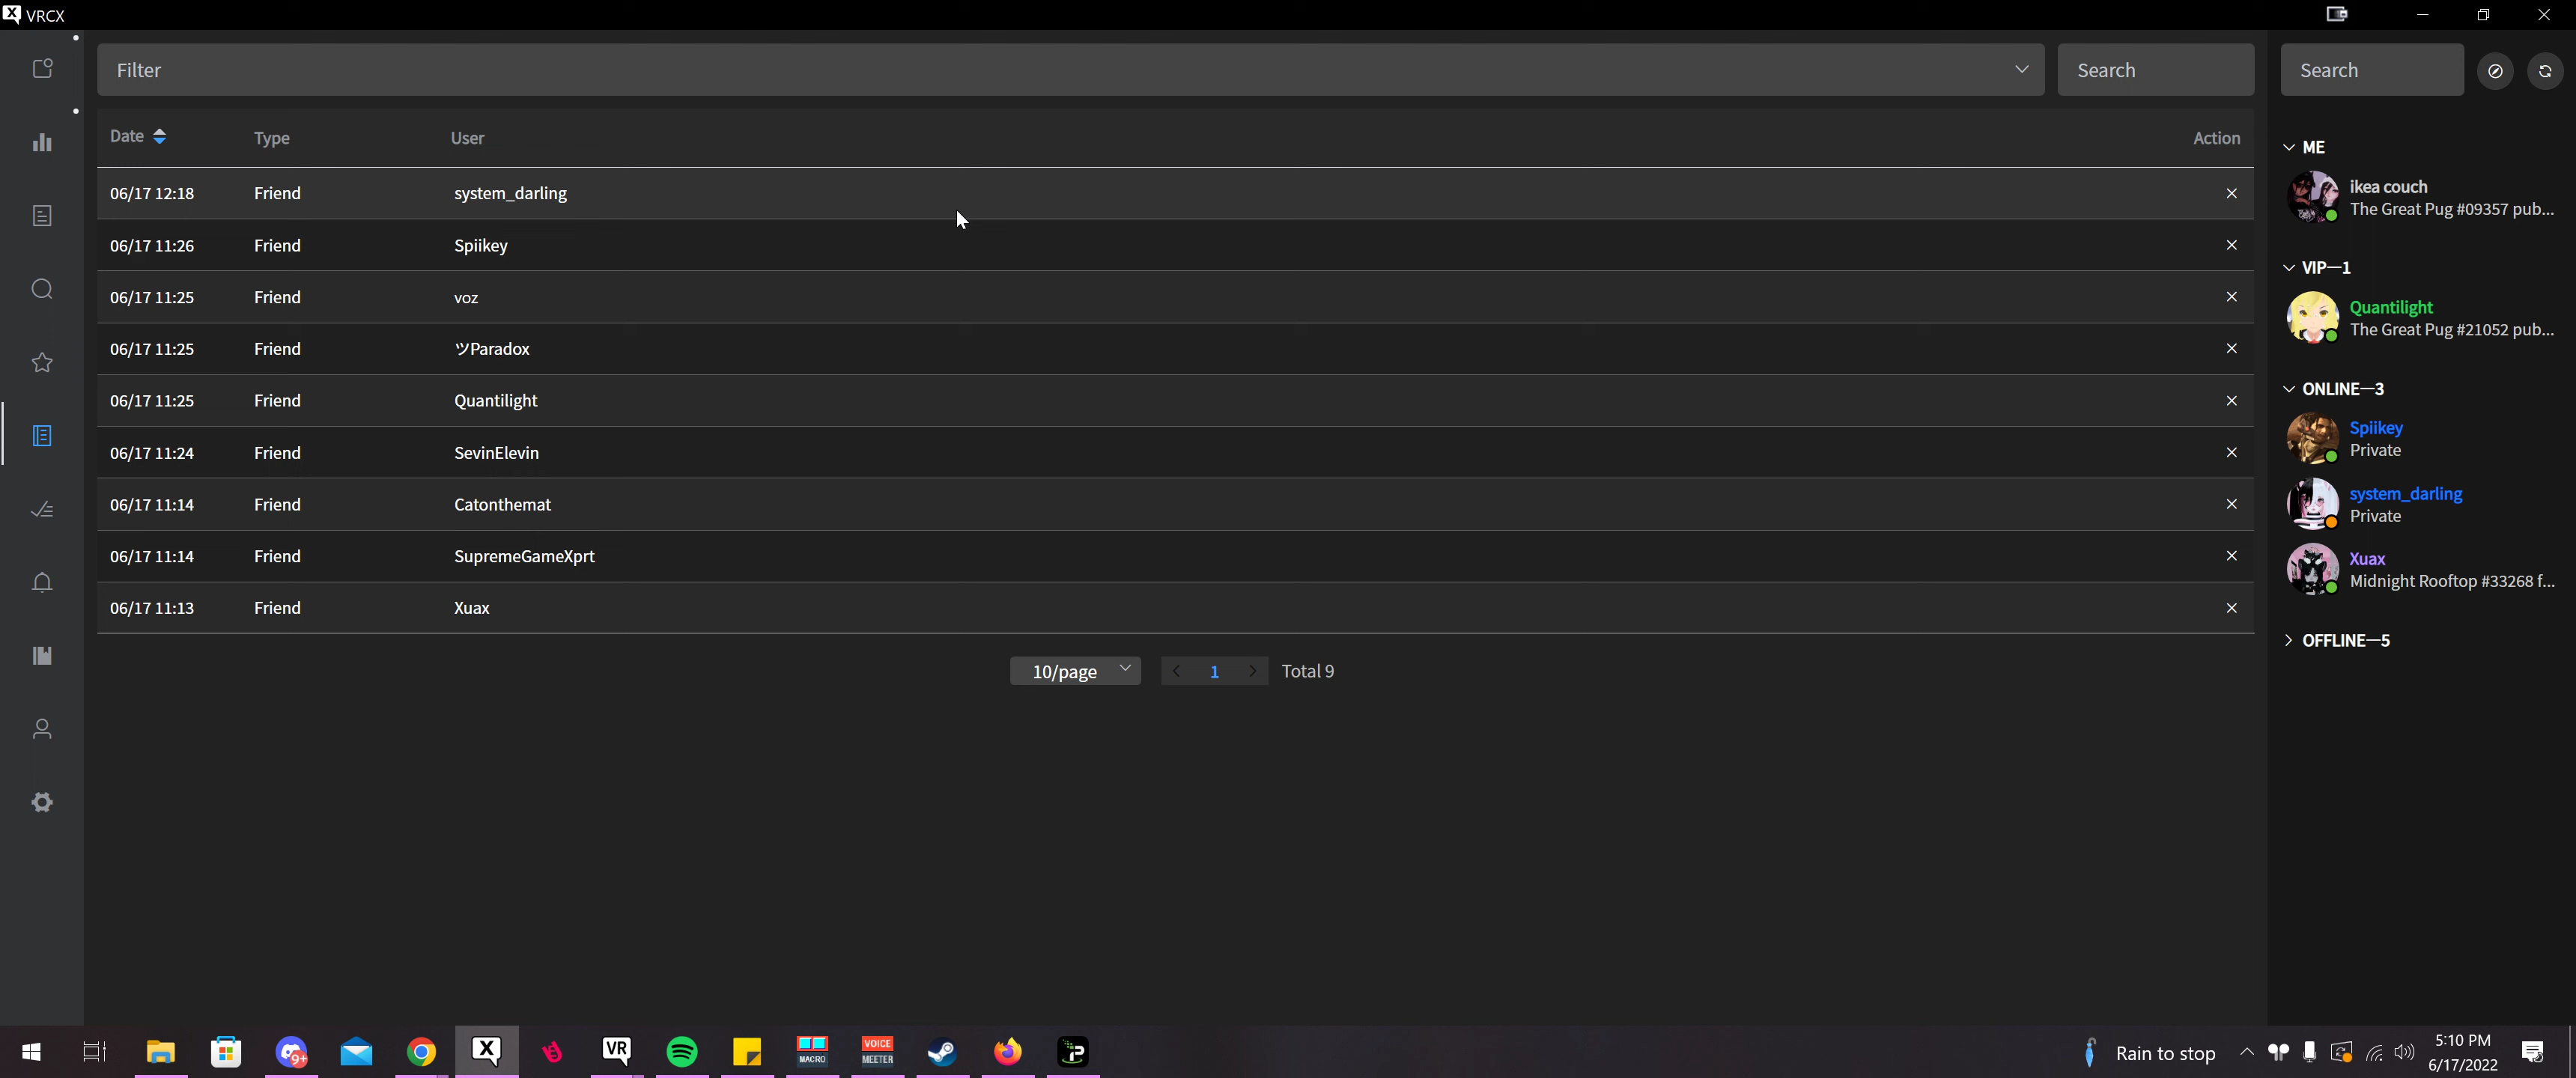 VRCX
Filter
Search
Search
Date Type User Action
06/17 12:18 Friend system_darling
06/17 11:26 Friend Spiikey
06/17 11:25 Friend voz
06/17 11:25 Friend ツParadox
06/17 11:25 Friend Quantilight
06/17 11:24 Friend SevinElevin
06/17 11:14 Friend Catonthemat
06/17 11:14 Friend SupremeGameXprt
06/17 11:13 Friend Xuax
10/page 1 Total 9
ME
ikea couch
The Great Pug #09357 pub...
VIP—1
Quantilight
The Great Pug #21052 pub...
ONLINE—3
Spiikey
Private
system_darling
Private
Xuax
Midnight Rooftop #33268 f...
OFFLINE—5
9+
X
VR
MACRO
VOICE
MEETER
Rain to stop
5:10 PM
6/17/2022